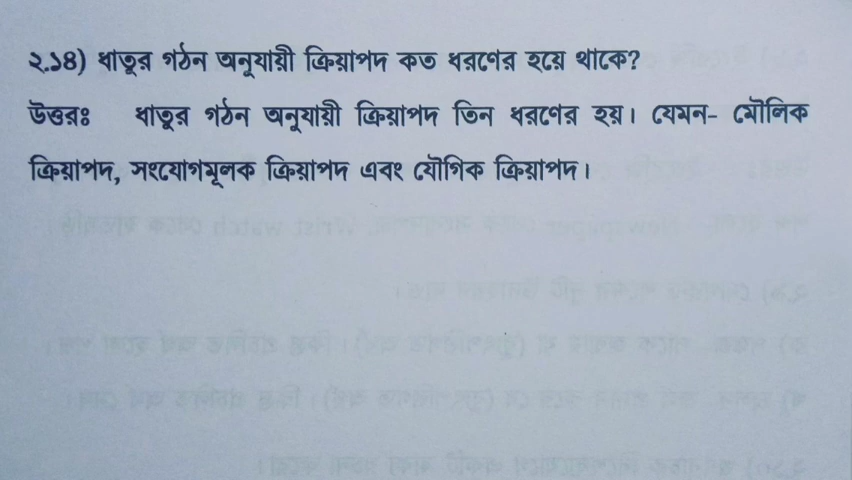 ২.১৪) ধাতুর গঠন অনুযায়ী ক্রিয়াপদ কত ধরণের হয়ে থাকে?
উত্তরঃ ধাতুর গঠন অনুযায়ী ক্রিয়াপদ তিন ধরণের হয়। যেমন- মৌলিক
ক্রিয়াপদ, সংযোগমূলক ক্রিয়াপদ এবং যৌগিক ক্রিয়াপদ।